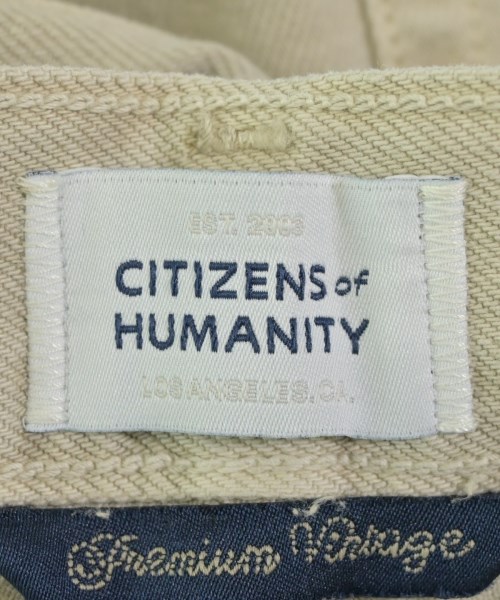 EST. 2003
CITIZENS of
HUMANITY
LOS ANGELES, CA.
Premium Vintage